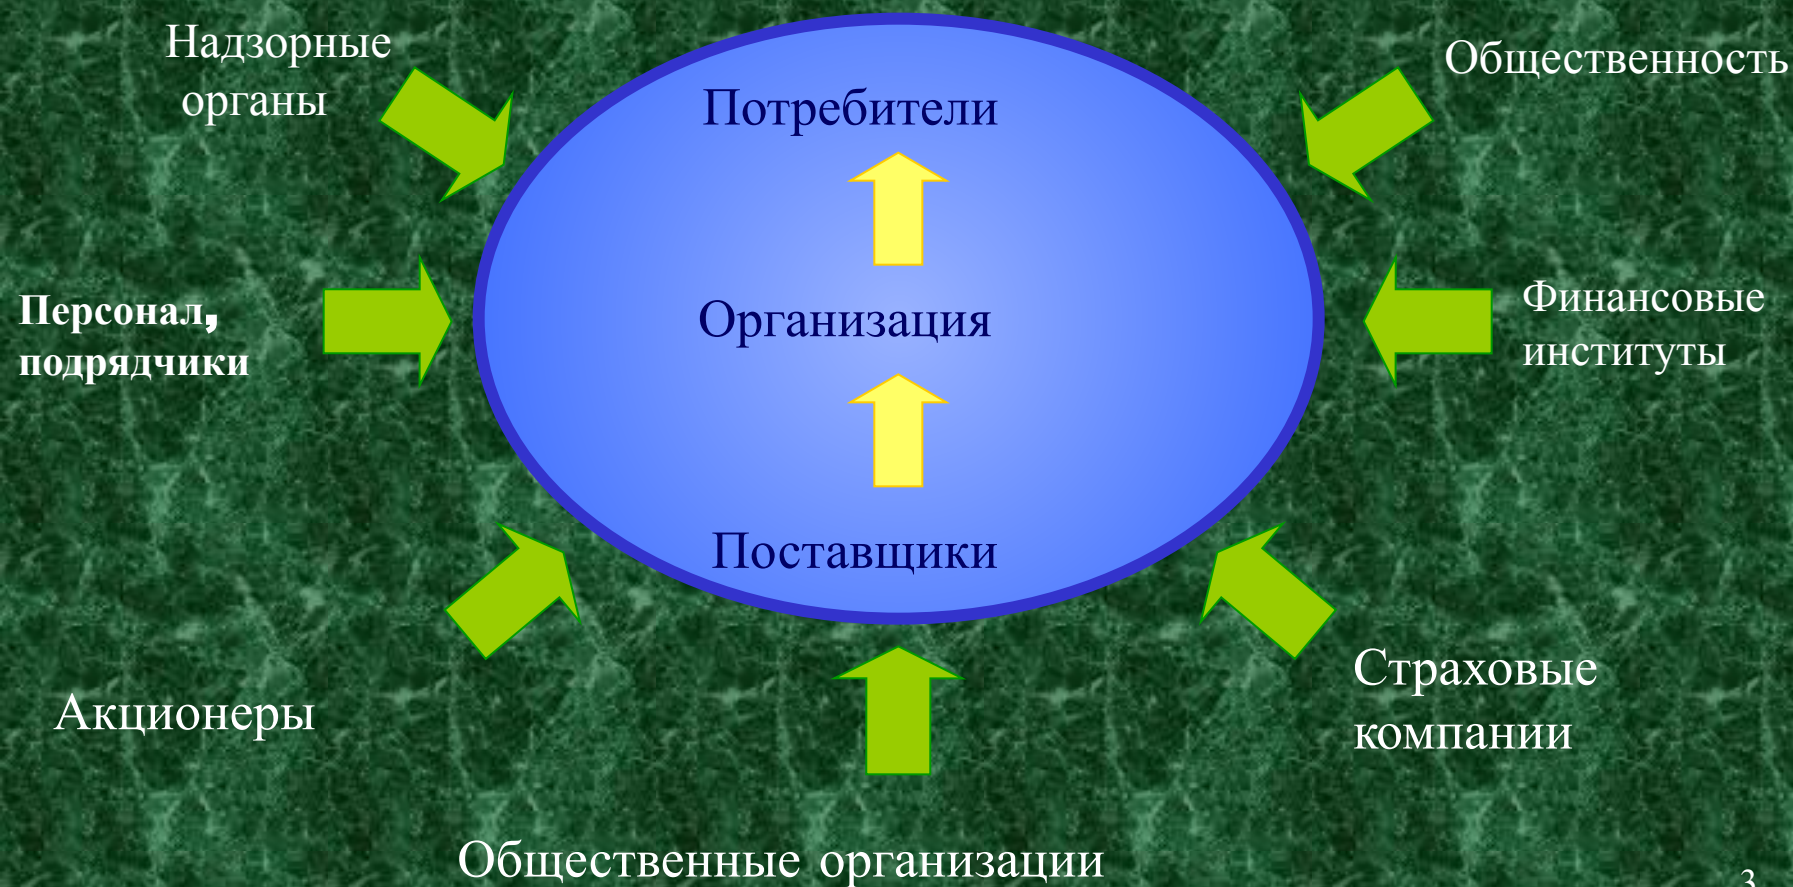 Надзорные
органы
Общественность
Потребители
Персонал,
подрядчики
Организация
Финансовые
институты
Поставщики
Акционеры
Страховые
компании
Общественные организации
3